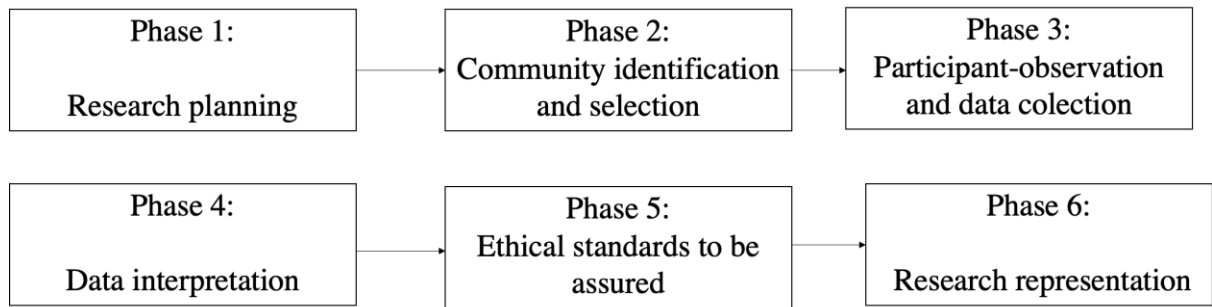 Phase 1:
Research planning
Phase 2:
Community identification
and selection
Phase 3:
Participant-observation
and data colection
Phase 4:
Data interpretation
Phase 5:
Ethical standards to be
assured
Phase 6:
Research representation